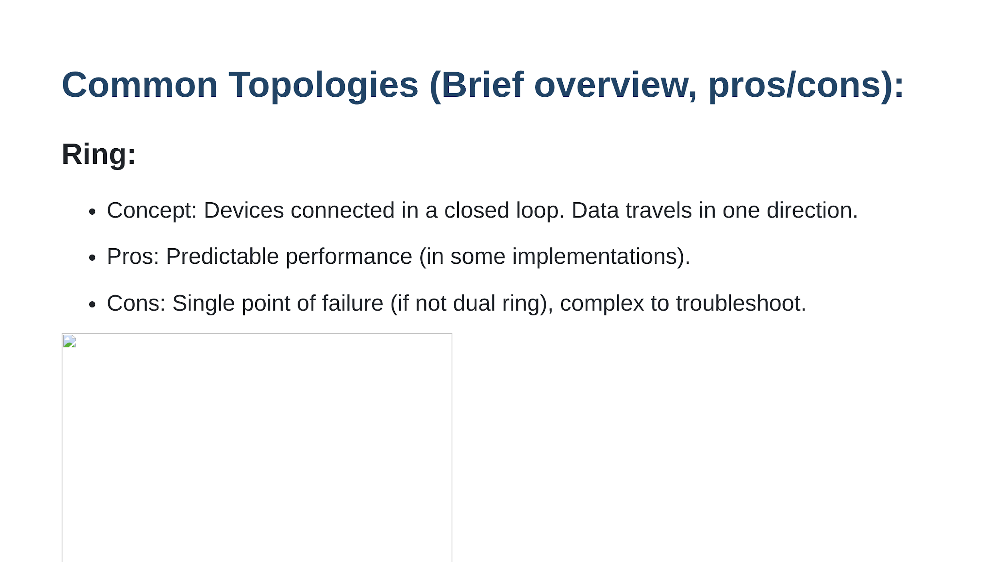 Common Topologies (Brief overview, pros/cons):
Ring:
• Concept: Devices connected in a closed loop. Data travels in one direction.
• Pros: Predictable performance (in some implementations).
• Cons: Single point of failure (if not dual ring), complex to troubleshoot.